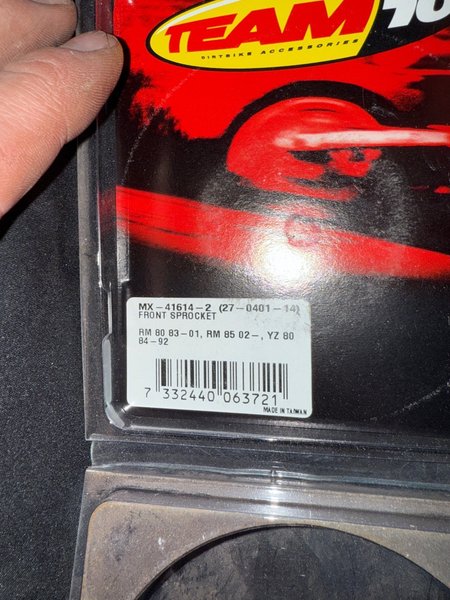 TEAM
DIRTBIKE ACCESSORIES
MX-41614-2 (27-0401-14)
FRONT SPROCKET
RM 80 83-01, RM 85 02-, YZ 80
84-92
7 332440 063721
MADE IN TAIWAN